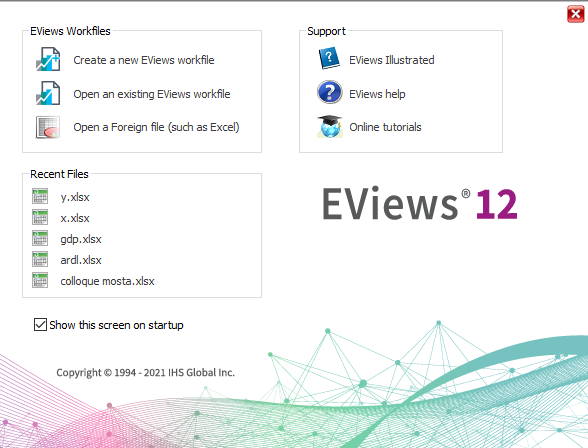 EViews Workfiles
Create a new EViews workfile
Open an existing EViews workfile
Open a Foreign file (such as Excel)
Support
EViews Illustrated
EViews help
Online tutorials
Recent Files
y.xlsx
x.xlsx
gdp.xlsx
ardl.xlsx
colloque mosta.xlsx
EViews® 12
Show this screen on startup
Copyright © 1994 - 2021 IHS Global Inc.